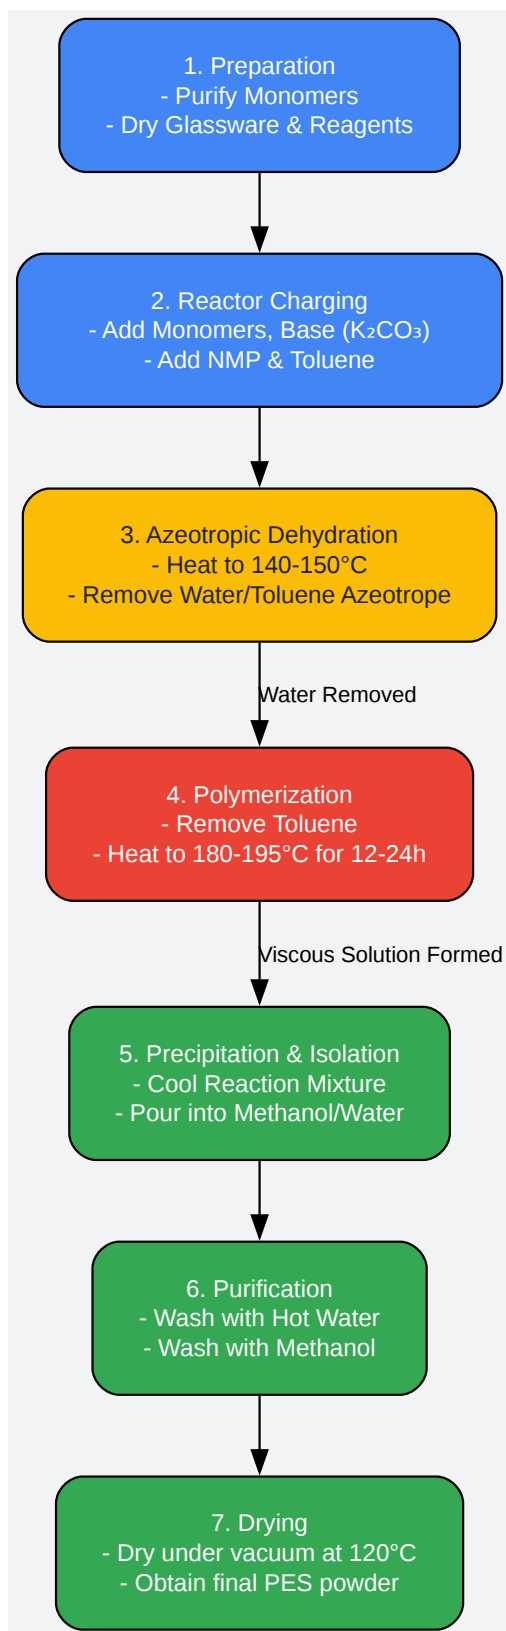 1. Preparation
- Purify Monomers
- Dry Glassware & Reagents
2. Reactor Charging
- Add Monomers, Base (K₂CO₃)
- Add NMP & Toluene
3. Azeotropic Dehydration
- Heat to 140-150°C
- Remove Water/Toluene Azeotrope
Water Removed
4. Polymerization
- Remove Toluene
- Heat to 180-195°C for 12-24h
Viscous Solution Formed
5. Precipitation & Isolation
- Cool Reaction Mixture
- Pour into Methanol/Water
6. Purification
- Wash with Hot Water
- Wash with Methanol
7. Drying
- Dry under vacuum at 120°C
- Obtain final PES powder